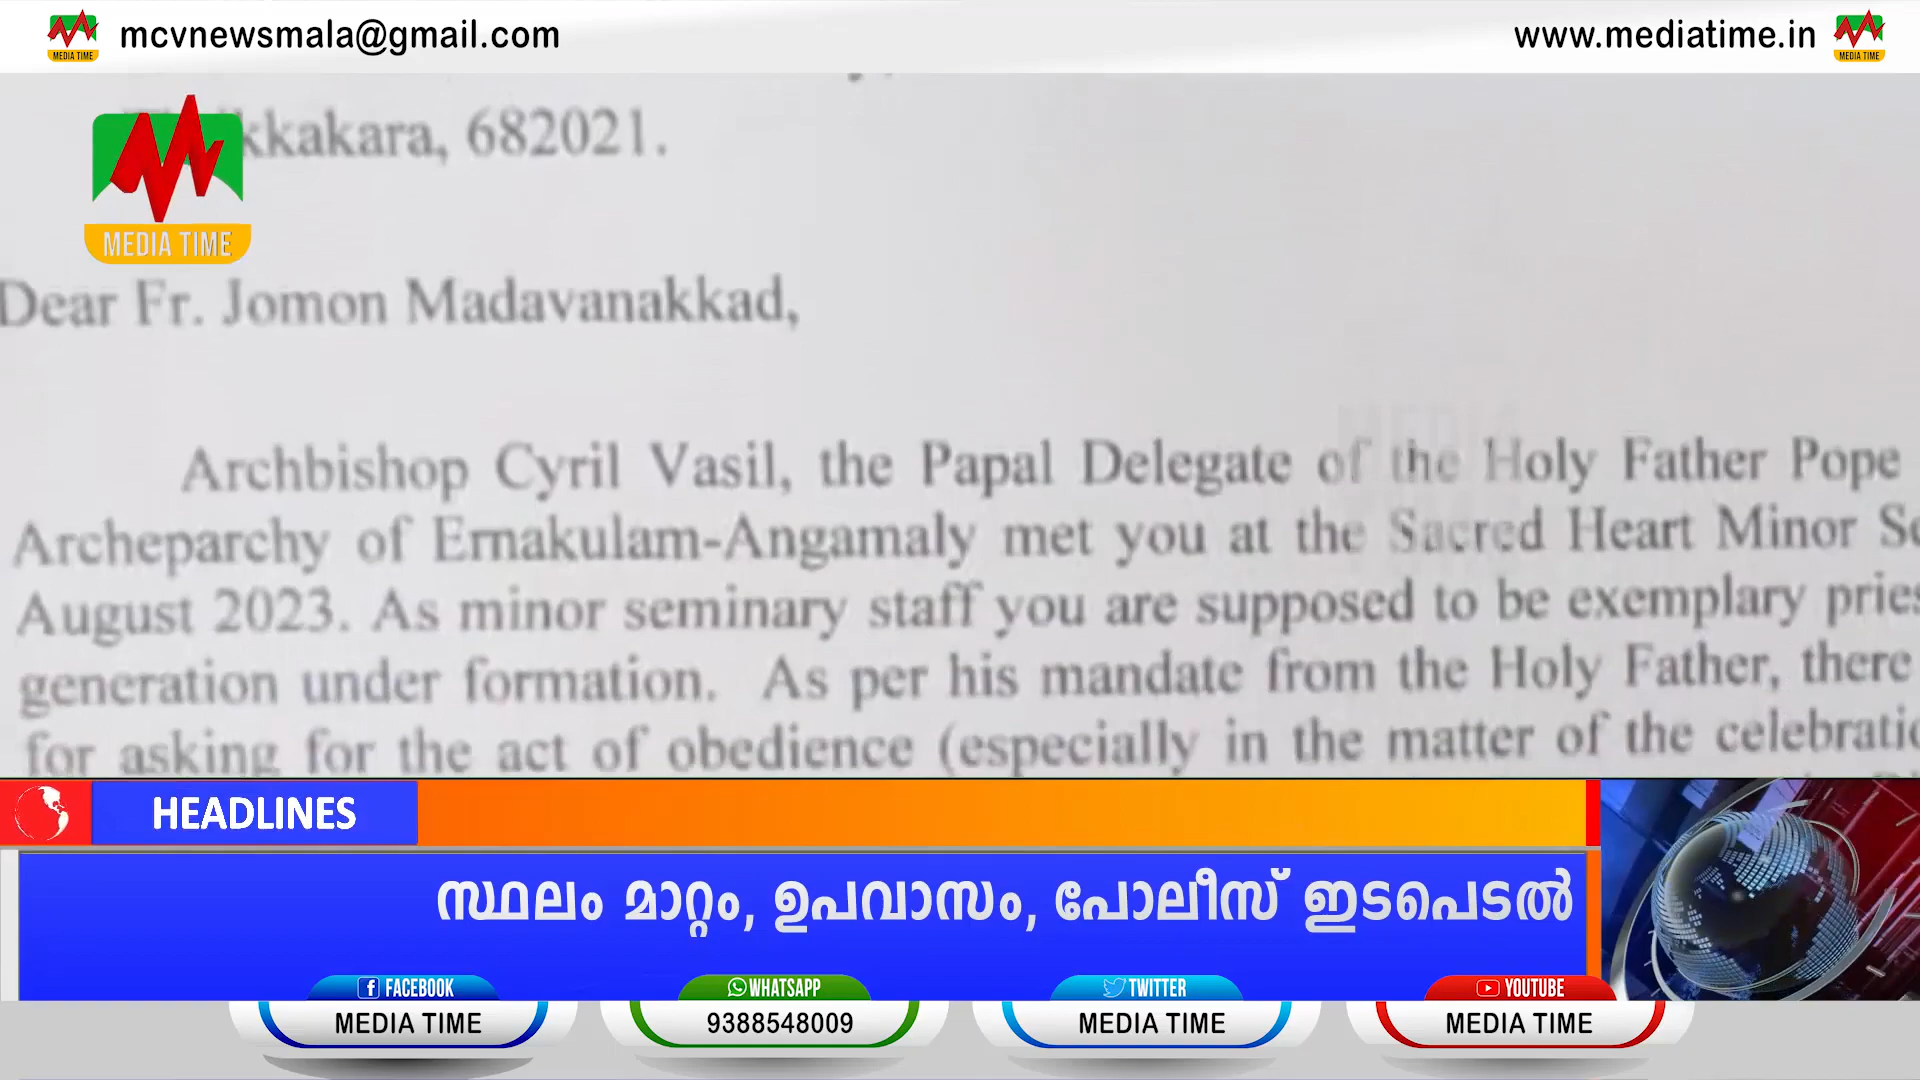 MEDIA TIME
mcvnewsmala@gmail.com
www.mediatime.in
MEDIA TIME
682021.
MEDIA TIME
Dear Fr. Jomon Madavanakkad,
Archbishop Cyril Vasil, the Papal Delegate of the Holy Father Pope
Archeparchy of Ernakulam-Angamaly met you at the Sacred Heart Minor
August 2023. As minor seminary staff you are supposed to be exemplary
generation under formation. As per his mandate from the Holy Father, there
for asking for the act of obedience (especially in the matter of the
HEADLINES
സ്ഥലം മാറ്റം, ഉപവാസം, പോലീസ് ഇടപെടൽ
FACEBOOK
MEDIA TIME
WHATSAPP
9388548009
TWITTER
MEDIA TIME
YOUTUBE
MEDIA TIME